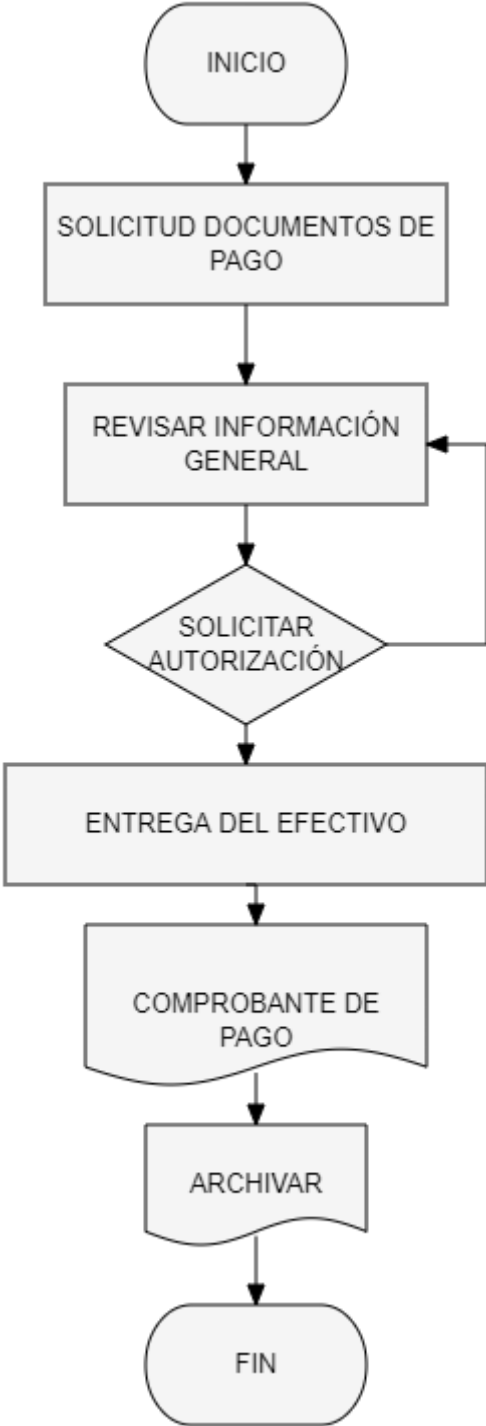 INICIO
SOLICITUD DOCUMENTOS DE
PAGO
REVISAR INFORMACIÓN
GENERAL
SOLICITAR
AUTORIZACIÓN
ENTREGA DEL EFECTIVO
COMPROBANTE DE
PAGO
ARCHIVAR
FIN